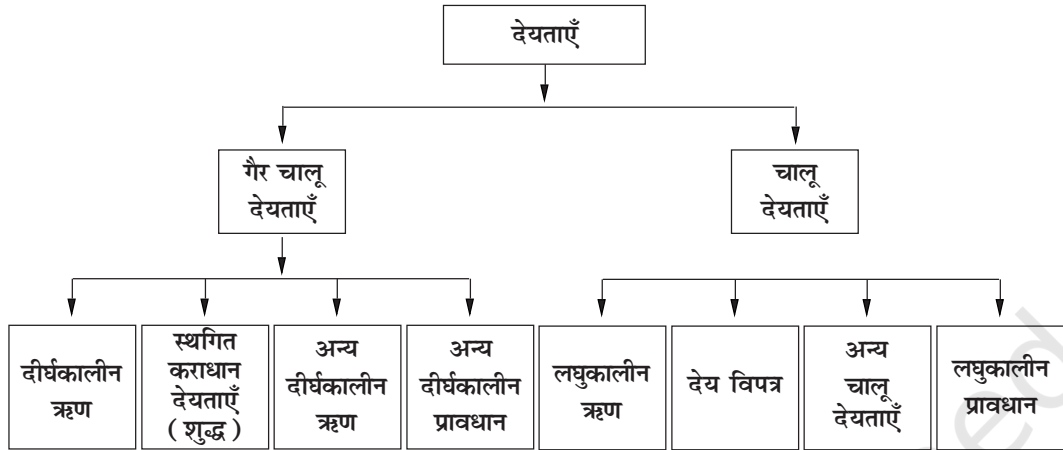 देयताएँ
गैर चालू
देयताएँ
चालू
देयताएँ
दीर्घकालीन
ऋण
स्थगित
कराधान
देयताएँ
( शुद्ध )
अन्य
दीर्घकालीन
ऋण
अन्य
दीर्घकालीन
प्रावधान
लघुकालीन
ऋण
देय विपत्र
अन्य
चालू
देयताएँ
लघुकालीन
प्रावधान